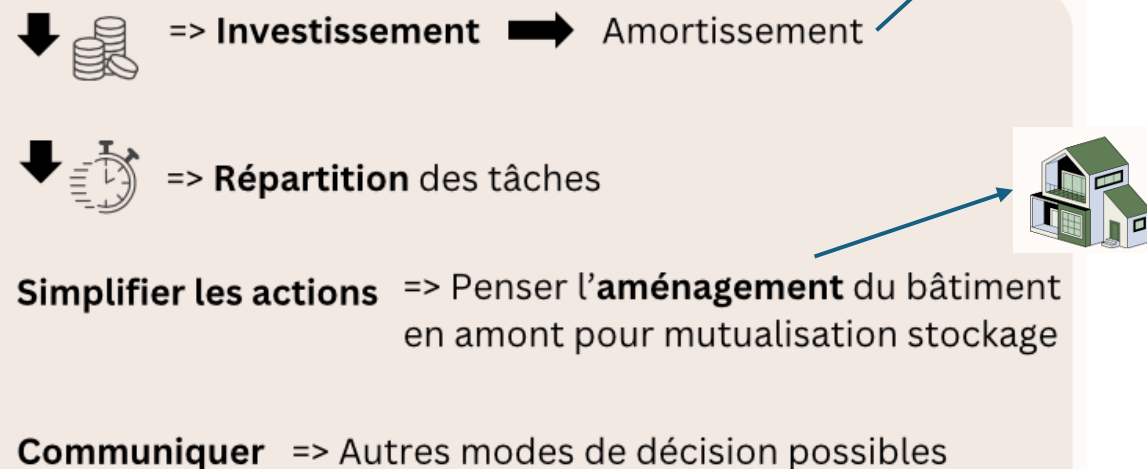 => Investissement Amortissement
=> Répartition des tâches
Simplifier les actions => Penser l’aménagement du bâtiment
en amont pour mutualisation stockage
Communiquer => Autres modes de décision possibles